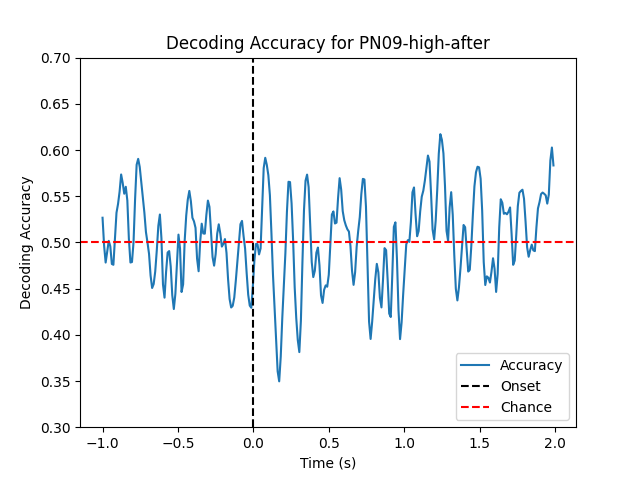 Decoding Accuracy for PN09-high-after
0.70
0.65
0.60
0.55
0.50
0.45
0.40
0.35
0.30
Decoding Accuracy
−1.0 −0.5 0.0 0.5 1.0 1.5 2.0
Time (s)
Accuracy
Onset
Chance